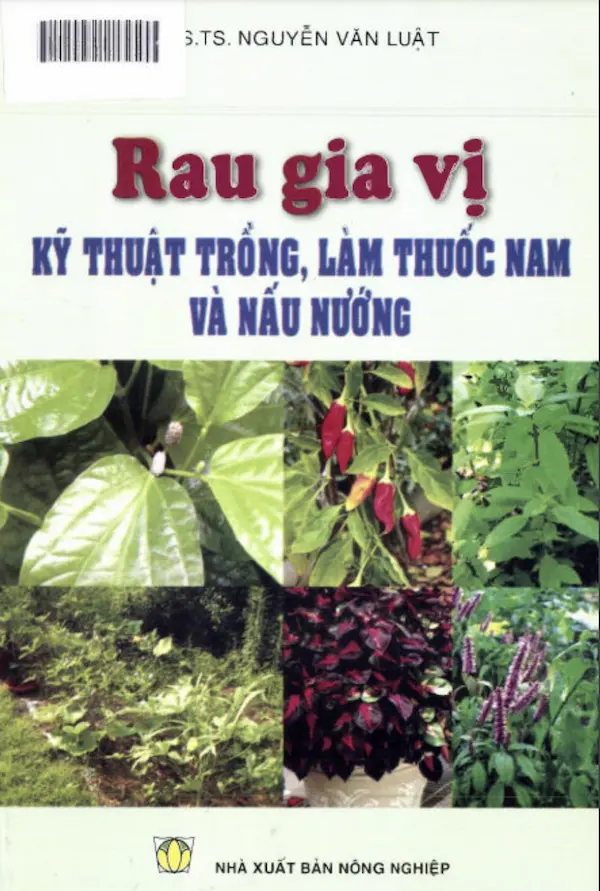 S.TS. NGUYỄN VĂN LUẬT
Rau gia vị
KỸ THUẬT TRỒNG, LÀM THUỐC NAM
VÀ NẤU NƯỚNG
NHÀ XUẤT BẢN NÔNG NGHIỆP